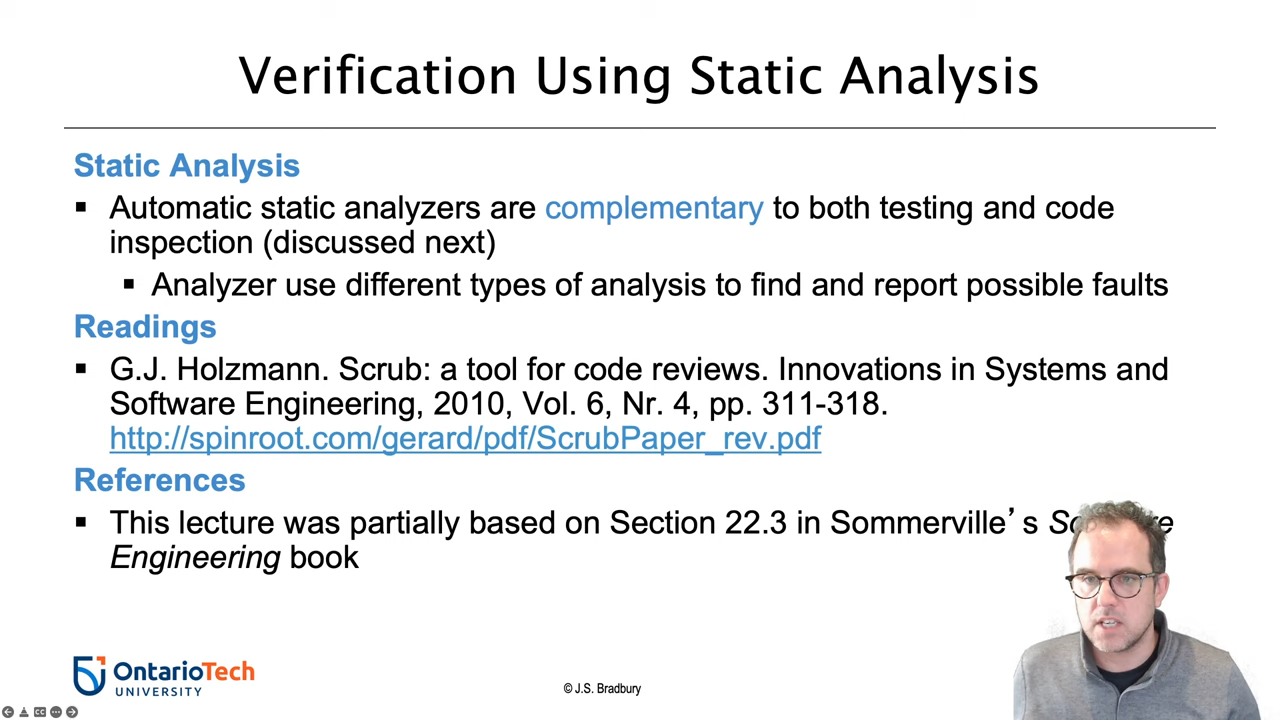 Verification Using Static Analysis
Static Analysis
▪ Automatic static analyzers are complementary to both testing and code
inspection (discussed next)
▪ Analyzer use different types of analysis to find and report possible faults
Readings
▪ G.J. Holzmann. Scrub: a tool for code reviews. Innovations in Systems and
Software Engineering, 2010, Vol. 6, Nr. 4, pp. 311-318.
http://spinroot.com/gerard/pdf/ScrubPaper_rev.pdf
References
▪ This lecture was partially based on Section 22.3 in Sommerville’s
Engineering book
OntarioTech
UNIVERSITY
© J.S. Bradbury
CC